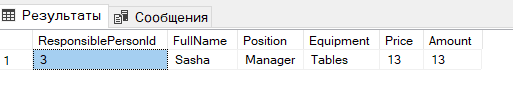 Результаты Сообщения
ResponsiblePersonId FullName Position Equipment Price Amount
1 3 Sasha Manager Tables 13 13